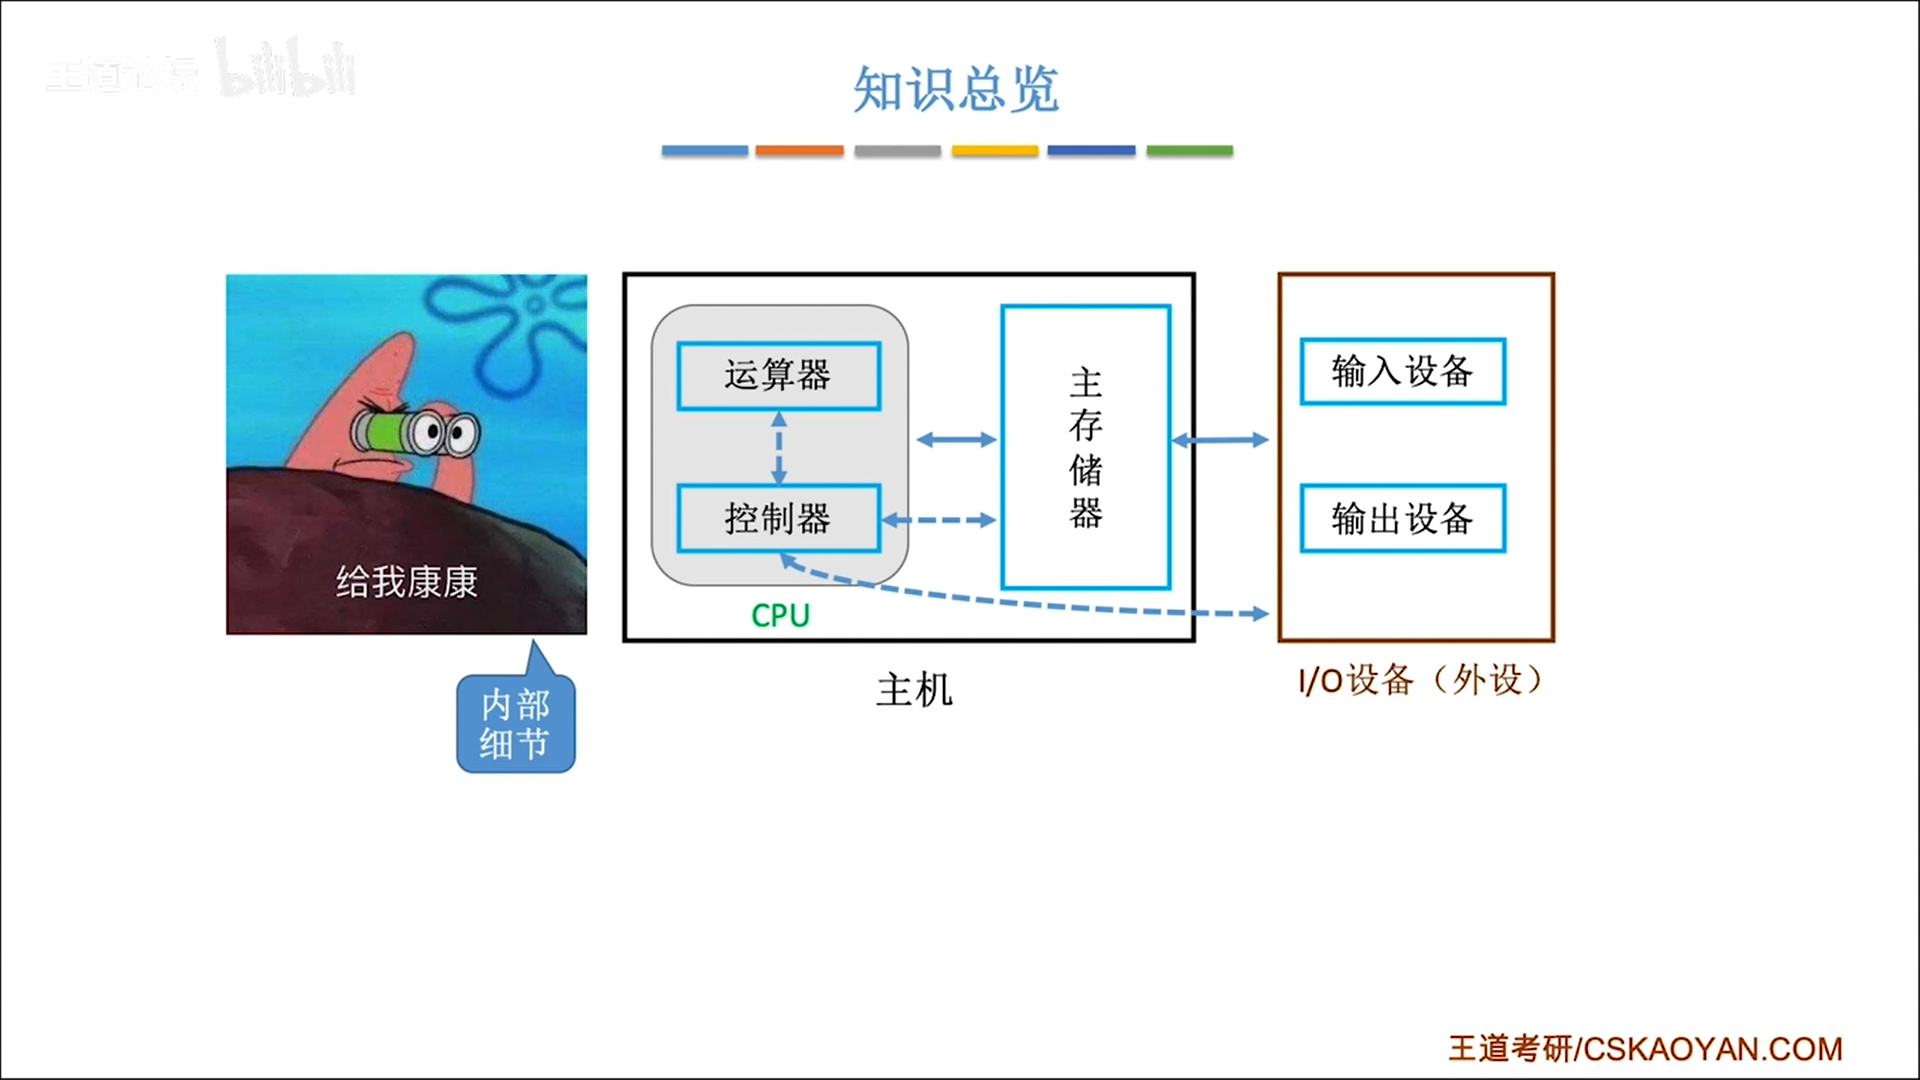 王道论坛 bilibili
知识总览
给我康康
内部
细节
运算器
控制器
CPU
主存储器
主机
输入设备
输出设备
I/O设备（外设）
王道考研/CSKAOYAN.COM